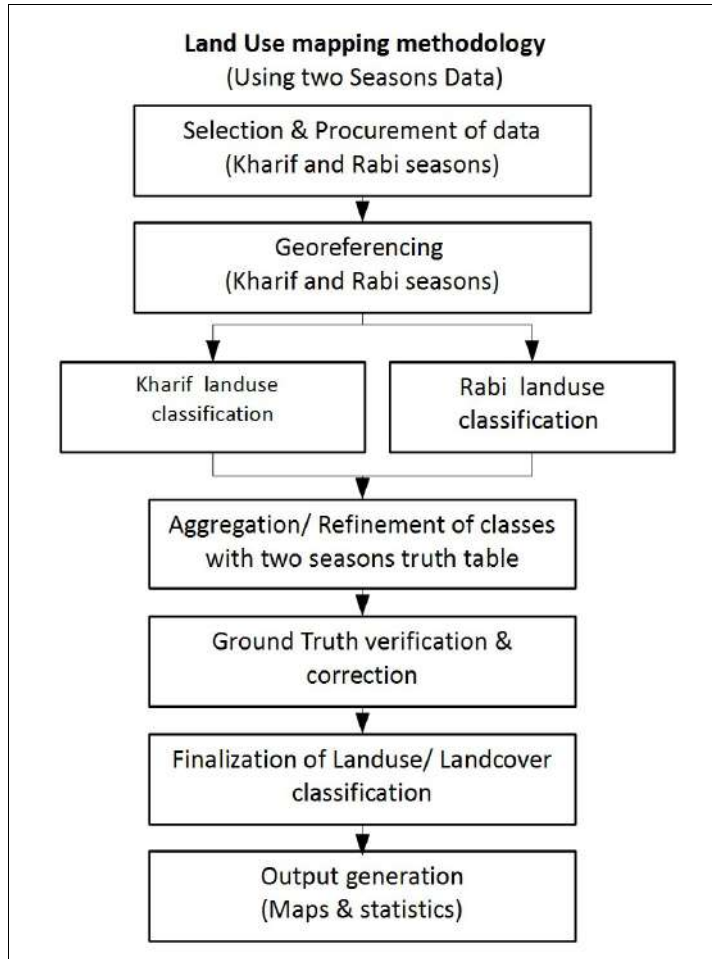 Land Use mapping methodology
(Using two Seasons Data)
Selection & Procurement of data
(Kharif and Rabi seasons)
Georeferencing
(Kharif and Rabi seasons)
Kharif landuse
classification
Rabi landuse
classification
Aggregation/ Refinement of classes
with two seasons truth table
Ground Truth verification &
correction
Finalization of Landuse/ Landcover
classification
Output generation
(Maps & statistics)